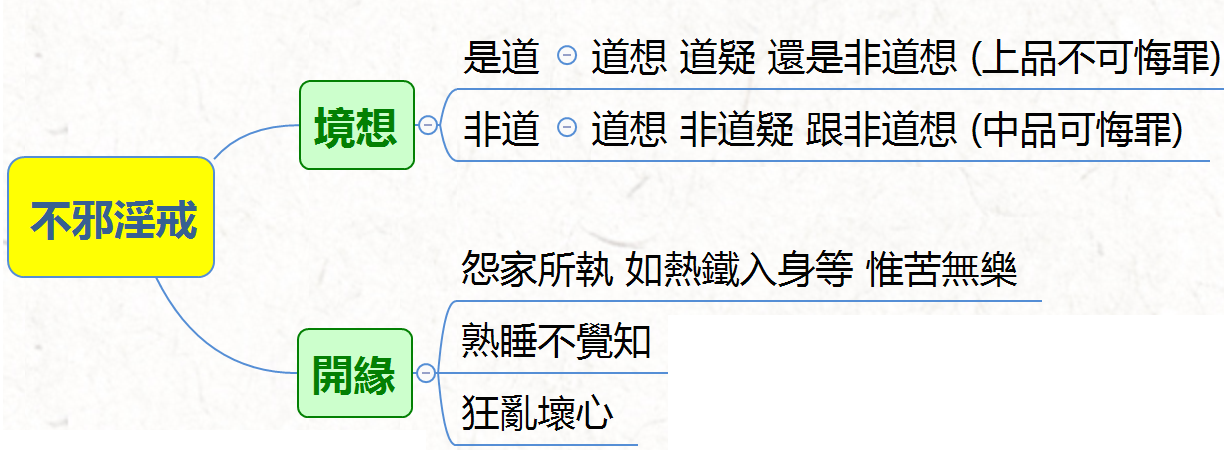 不邪淫戒
境想
是道 道想 道疑 還是非道想 (上品不可悔罪)
非道 道想 非道疑 跟非道想 (中品可悔罪)
開緣
怨家所執 如熱鐵入身等 惟苦無樂
熟睡不覺知
狂亂壞心